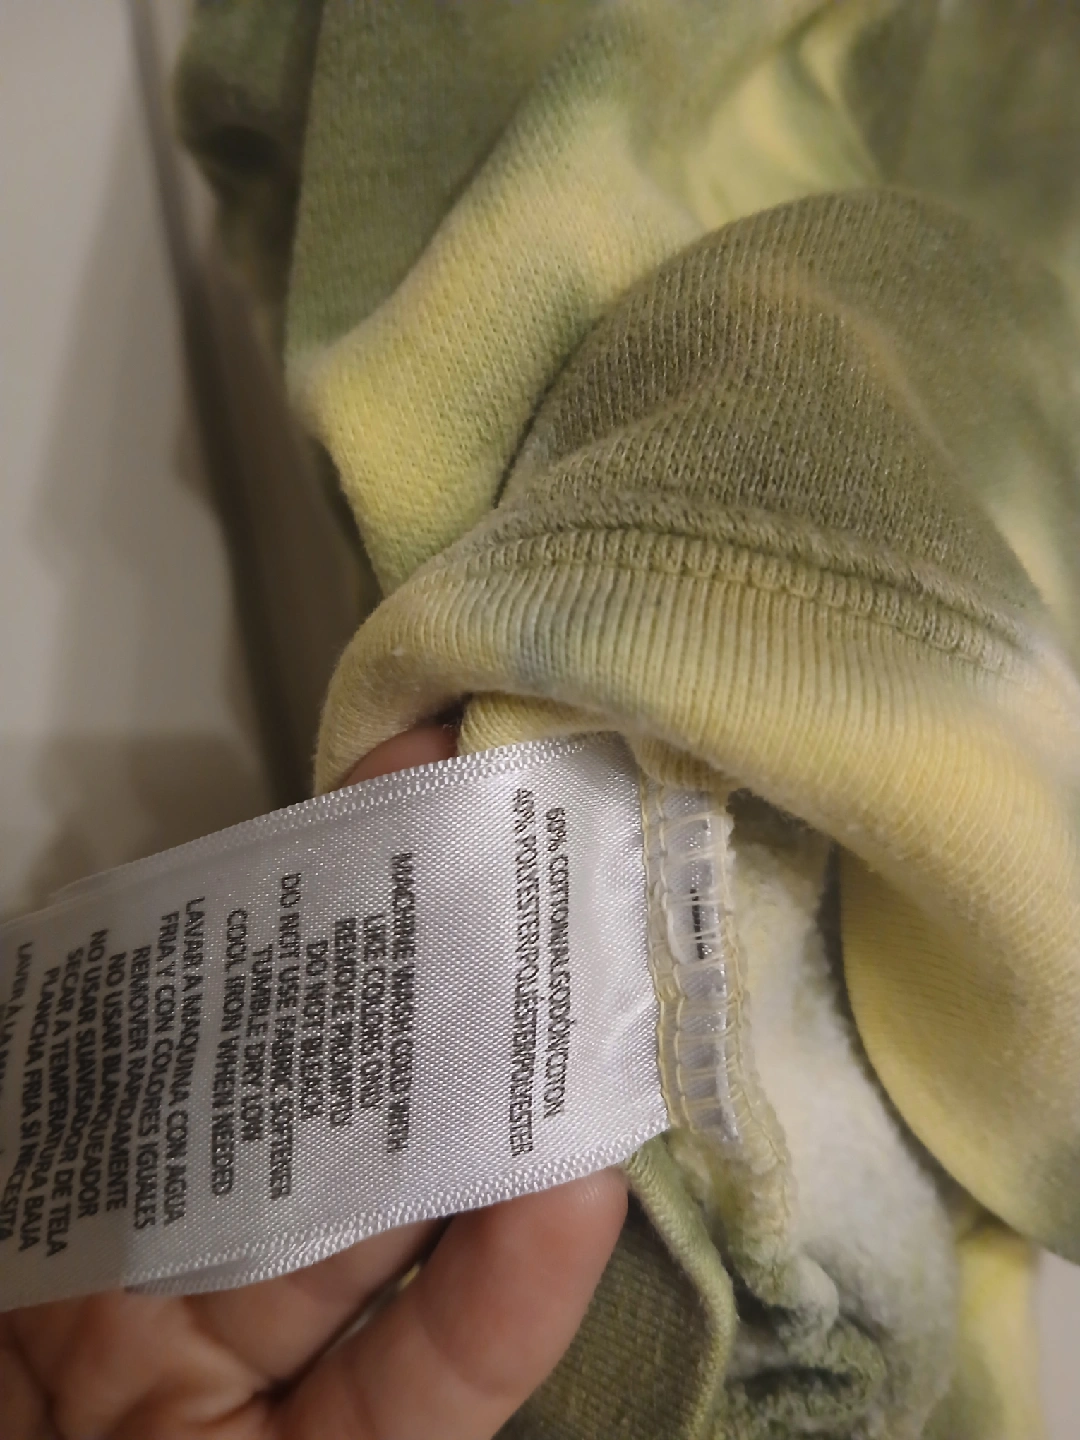 60% COTTON/ALGODÓN/COTON
40% POLYESTER/POLIÉSTER/POLYESTER
MACHINE WASH COLD WITH
LIKE COLORS ONLY
REMOVE PROMPTLY
DO NOT BLEACH
DO NOT USE FABRIC SOFTENER
TUMBLE DRY LOW
COOL IRON WHEN NEEDED
LAVAR A MAQUINA CON AGUA
FRIA Y CON COLORES IGUALES
REMOVER RAPIDAMENTE
NO USAR BLANQUEADOR
NO USAR SUAVISADOR DE TELA
SECAR A TEMPERATURA BAJA
PLANCHA FRIA SI NECESITA
LAVER À LA